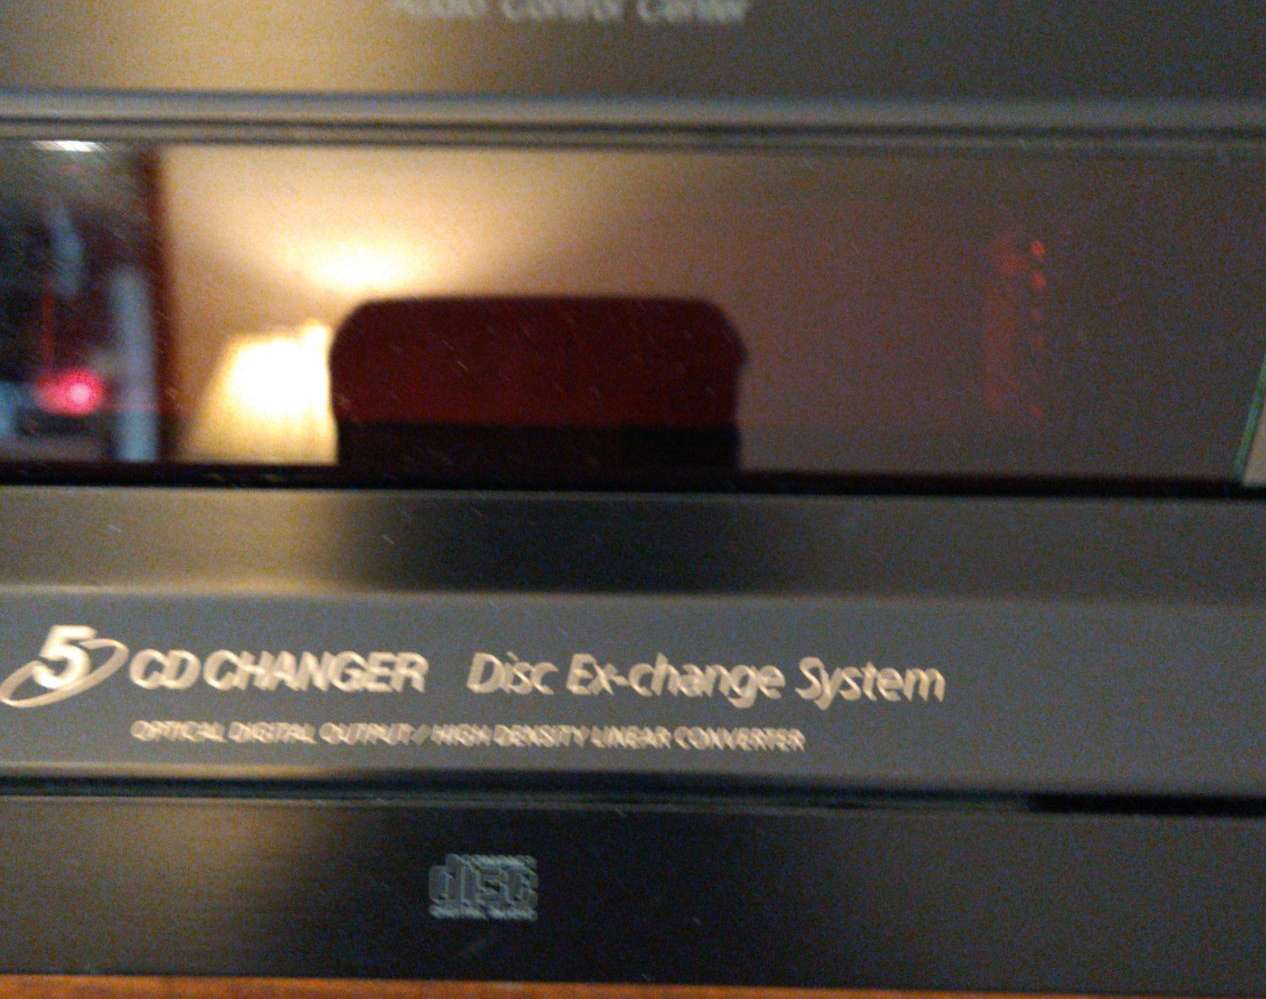 Audio Control Center
5 CD CHANGER Disc Ex-change System
OPTICAL DIGITAL OUTPUT / HIGH DENSITY LINEAR CONVERTER
COMPACT
disc
DIGITAL AUDIO